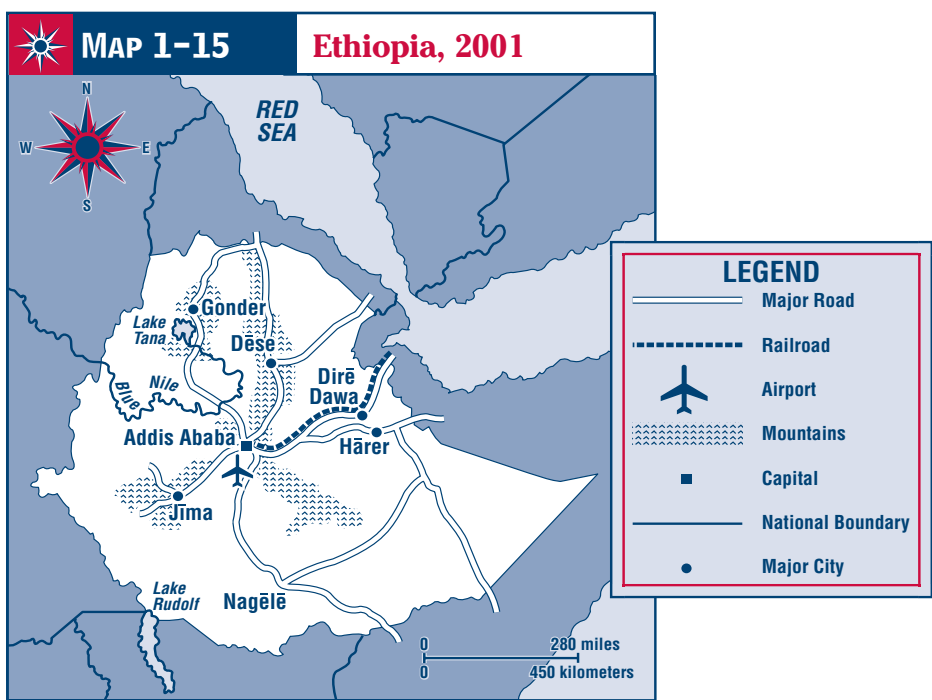 MAP 1–15
Ethiopia, 2001
N
W
E
S
RED
SEA
Gonder
Lake
Tana
Dēse
Blue
Nile
Dirē
Dawa
Addis Ababa
Hārer
Jīma
Lake
Rudolf
Nagēlē
0
280 miles
0
450 kilometers
LEGEND
Major Road
Railroad
Airport
Mountains
Capital
National Boundary
Major City